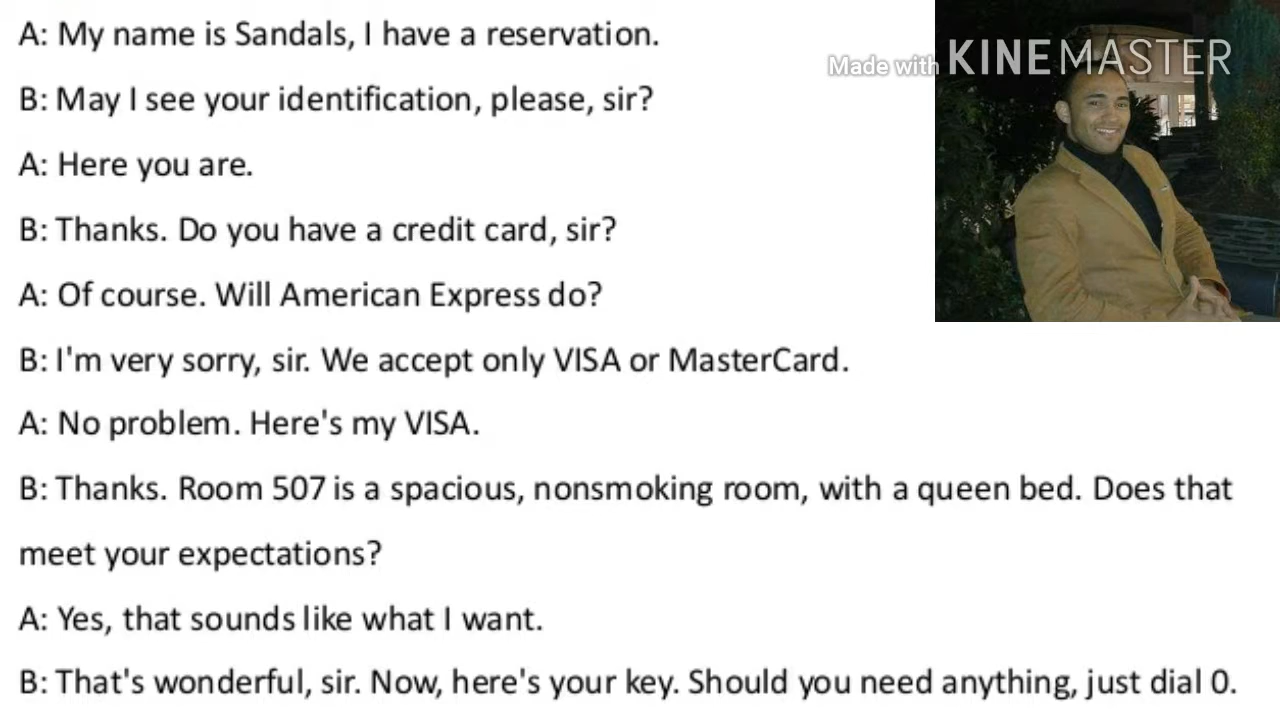 A: My name is Sandals, I have a reservation.
Made with KINEMASTER
B: May I see your identification, please, sir?
A: Here you are.
B: Thanks. Do you have a credit card, sir?
A: Of course. Will American Express do?
B: I'm very sorry, sir. We accept only VISA or MasterCard.
A: No problem. Here's my VISA.
B: Thanks. Room 507 is a spacious, nonsmoking room, with a queen bed. Does that
meet your expectations?
A: Yes, that sounds like what I want.
B: That's wonderful, sir. Now, here's your key. Should you need anything, just dial 0.